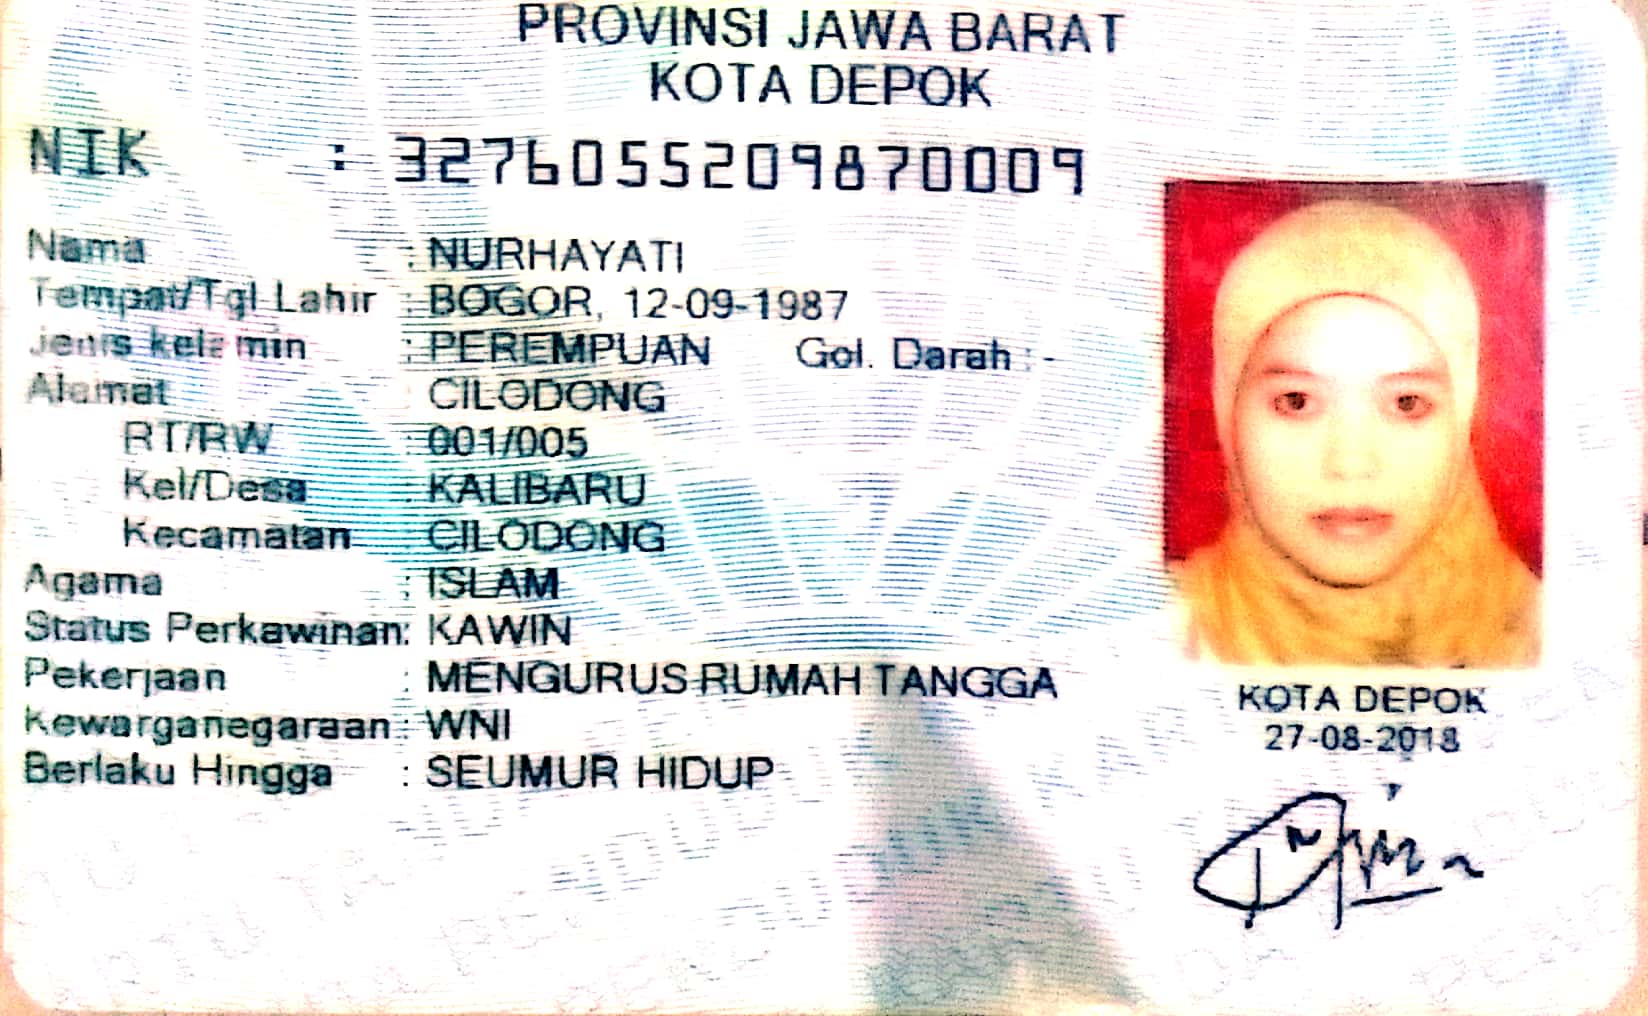 PROVINSI JAWA BARAT
KOTA DEPOK
NIK : 3276055209870009
Nama : NURHAYATI
Tempat/Tgl Lahir : BOGOR, 12-09-1987
Jenis kelamin : PEREMPUAN Gol. Darah : -
Alamat : CILODONG
RT/RW : 001/005
Kel/Desa : KALIBARU
Kecamatan : CILODONG
Agama : ISLAM
Status Perkawinan: KAWIN
Pekerjaan : MENGURUS RUMAH TANGGA
Kewarganegaraan : WNI
Berlaku Hingga : SEUMUR HIDUP
KOTA DEPOK
27-08-2018